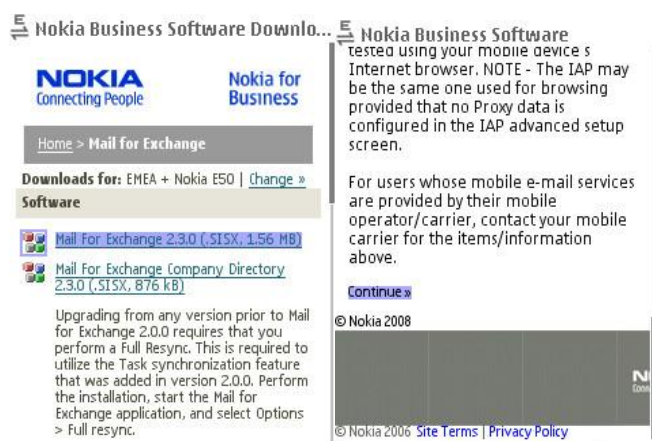 Nokia Business Software Downlo...
NOKIA
Connecting People
Nokia for
Business
Home > Mail for Exchange
Downloads for: EMEA + Nokia E50 | Change »
Software
Mail For Exchange 2.3.0 (.SISX, 1.56 MB)
Mail For Exchange Company Directory
2.3.0 (.SISX, 876 kB)
Upgrading from any version prior to Mail
for Exchange 2.0.0 requires that you
perform a Full Resync. This is required to
utilize the Task synchronization feature
that was added in version 2.0.0. Perform
the installation, start the Mail for
Exchange application, and select Options
> Full resync.
Nokia Business Software
tested using your mobile device s
Internet browser. NOTE - The IAP may
be the same one used for browsing
provided that no Proxy data is
configured in the IAP advanced setup
screen.
For users whose mobile e-mail services
are provided by their mobile
operator/carrier, contact your mobile
carrier for the items/information
above.
Continue »
© Nokia 2008
© Nokia 2006 Site Terms | Privacy Policy